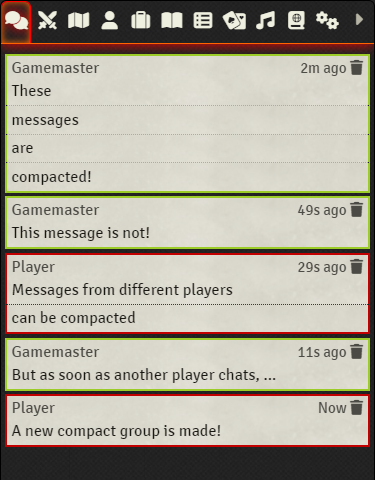 Gamemaster 2m ago
These
messages
are
compacted!
Gamemaster 49s ago
This message is not!
Player 29s ago
Messages from different players
can be compacted
Gamemaster 11s ago
But as soon as another player chats, ...
Player Now
A new compact group is made!